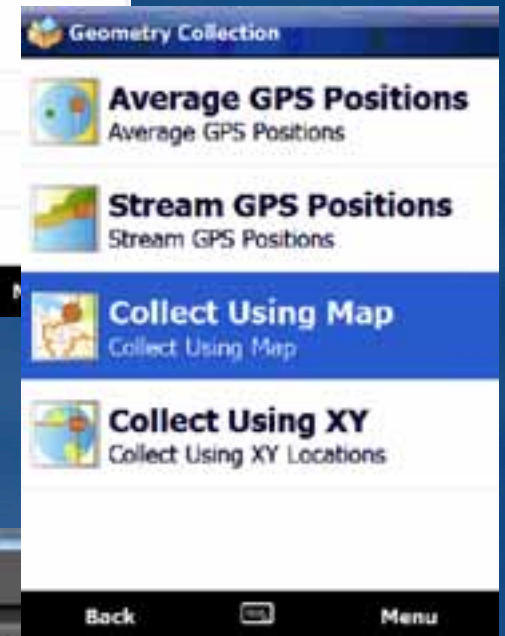 Geometry Collection
Average GPS Positions
Average GPS Positions
Stream GPS Positions
Stream GPS Positions
Collect Using Map
Collect Using Map
Collect Using XY
Collect Using XY Locations
Back Menu